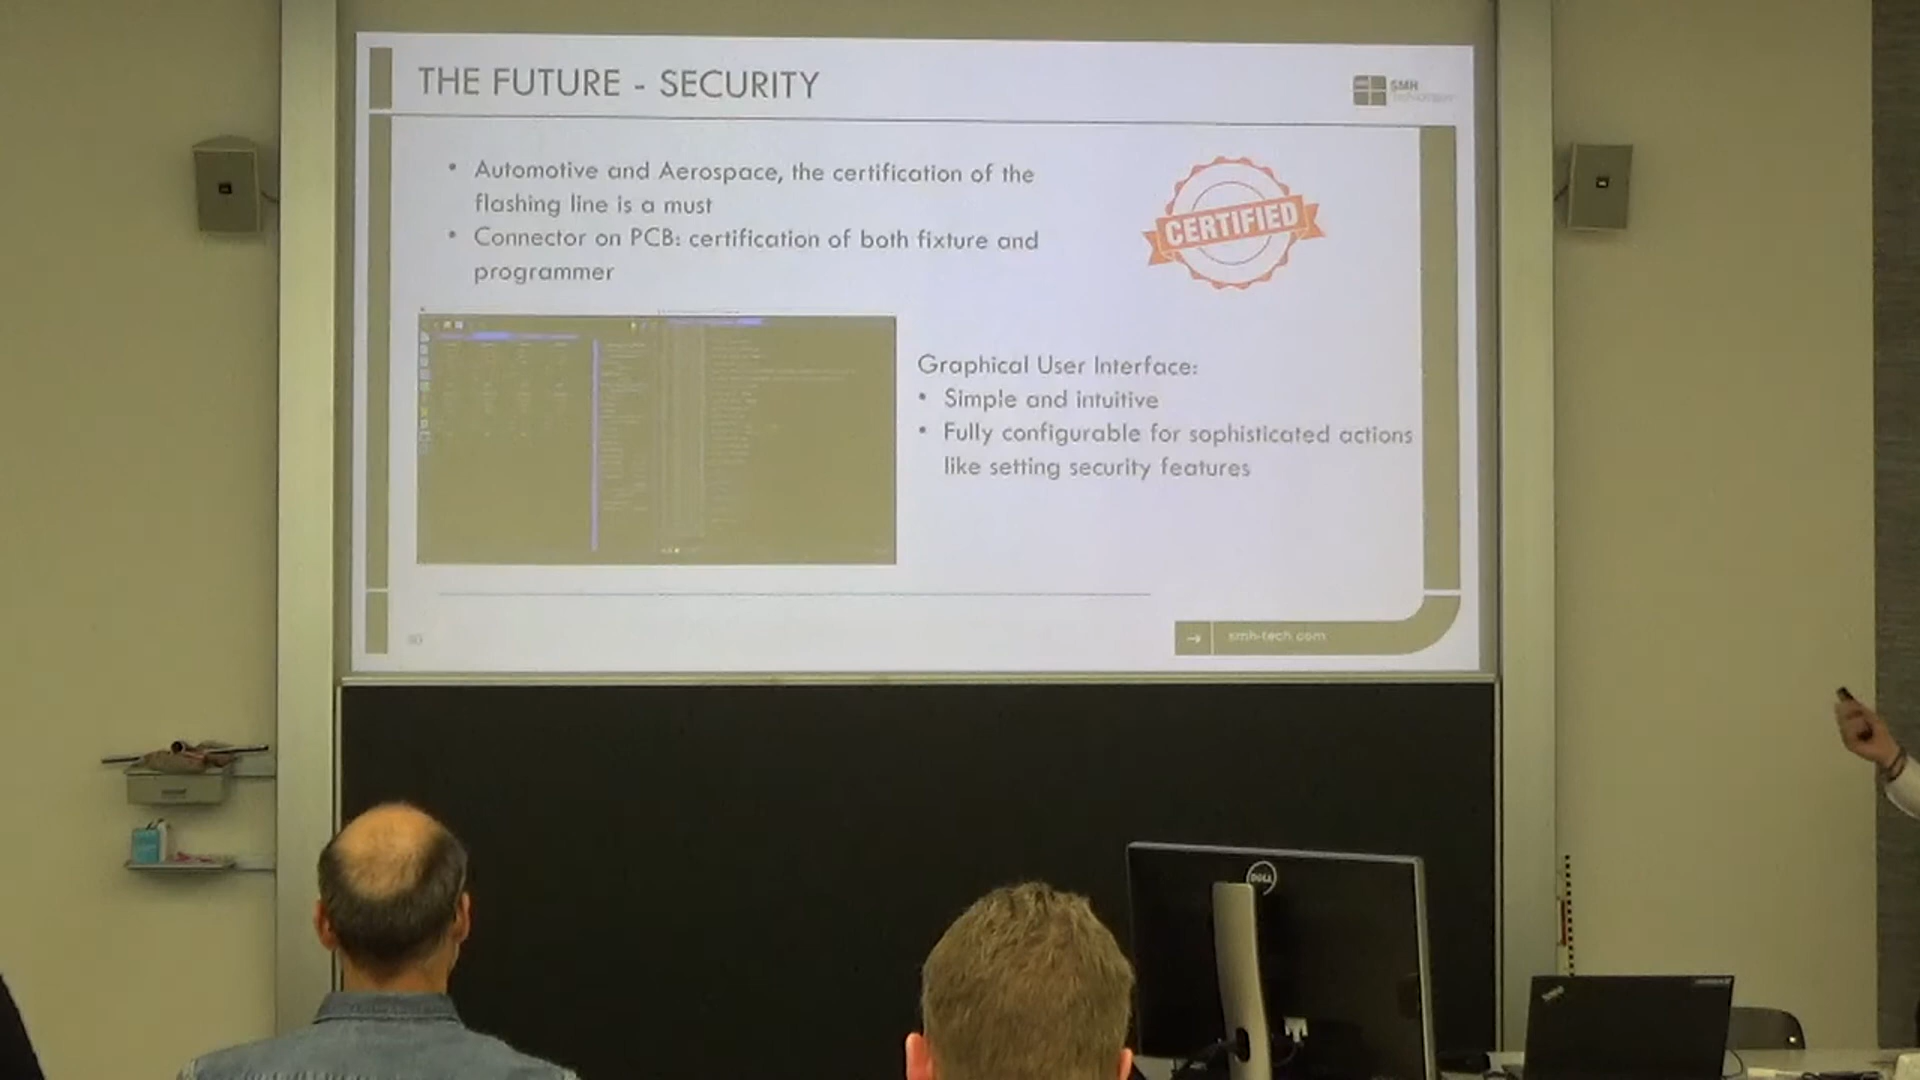 THE FUTURE - SECURITY
SMH
• Automotive and Aerospace, the certification of the
flashing line is a must
• Connector on PCB: certification of both fixture and
programmer
CERTIFIED
Graphical User Interface:
• Simple and intuitive
• Fully configurable for sophisticated actions
like setting security features
→ smh-tech.com
DELL